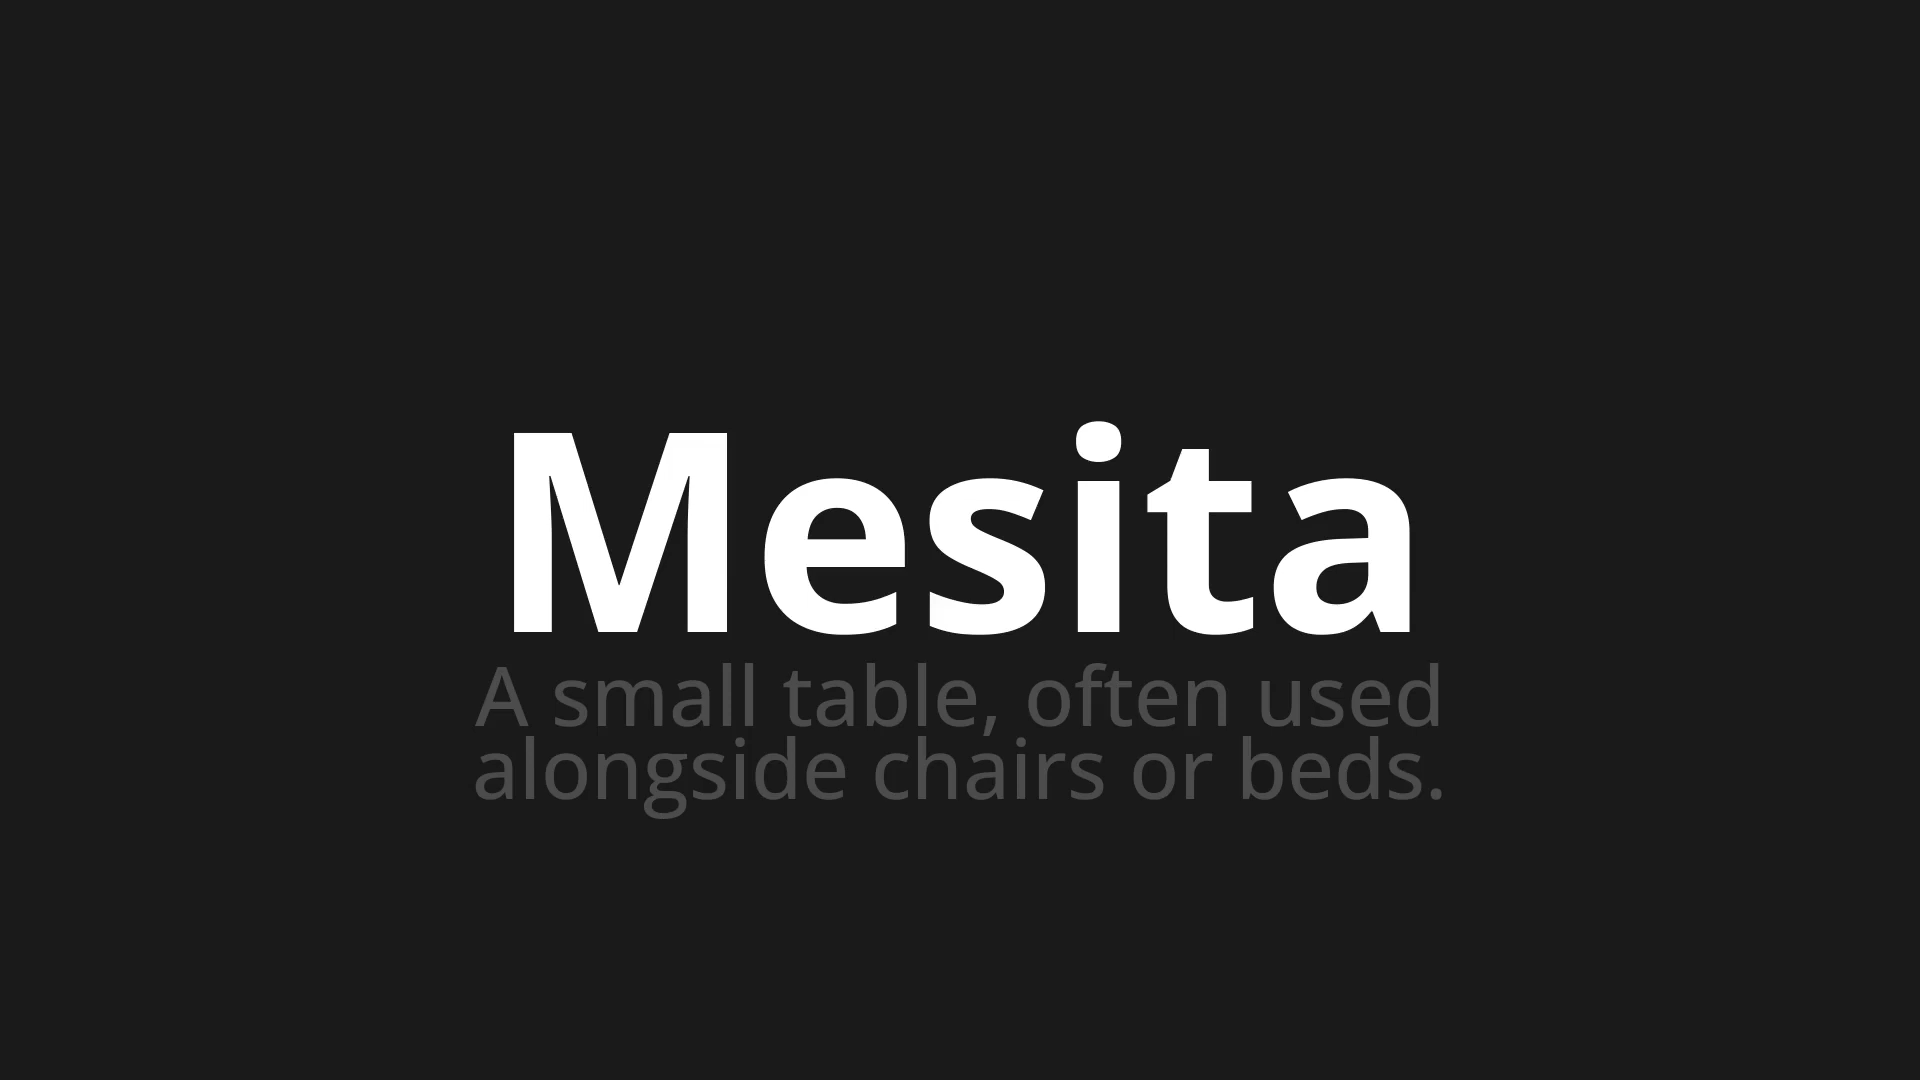 Mesita
A small table, often used
alongside chairs or beds.